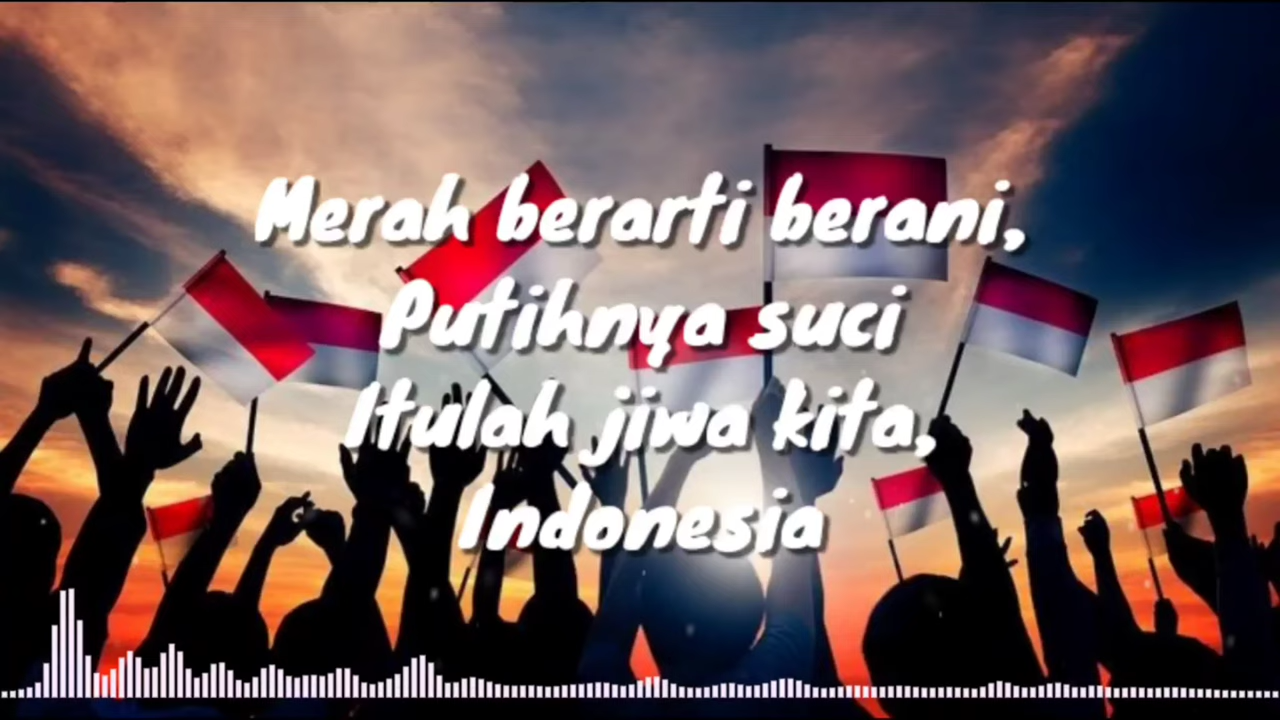 Merah berarti berani,
Putihnya suci
Itulah jiwa kita,
Indonesia